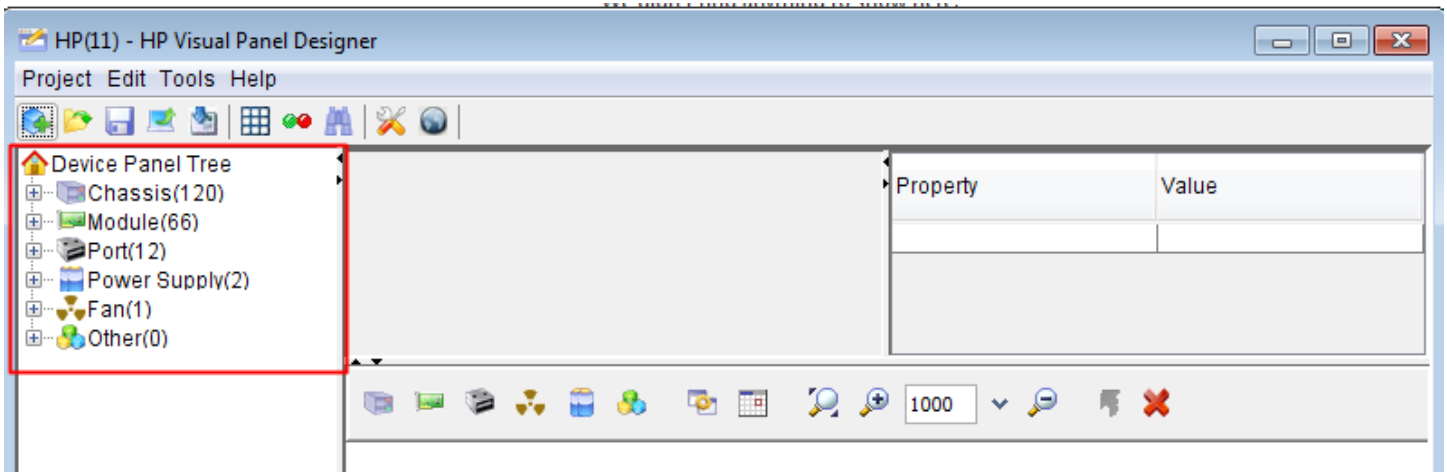 HP(11) - HP Visual Panel Designer
Project Edit Tools Help
Device Panel Tree
Chassis(120)
Module(66)
Port(12)
Power Supply(2)
Fan(1)
Other(0)
Property Value
1000